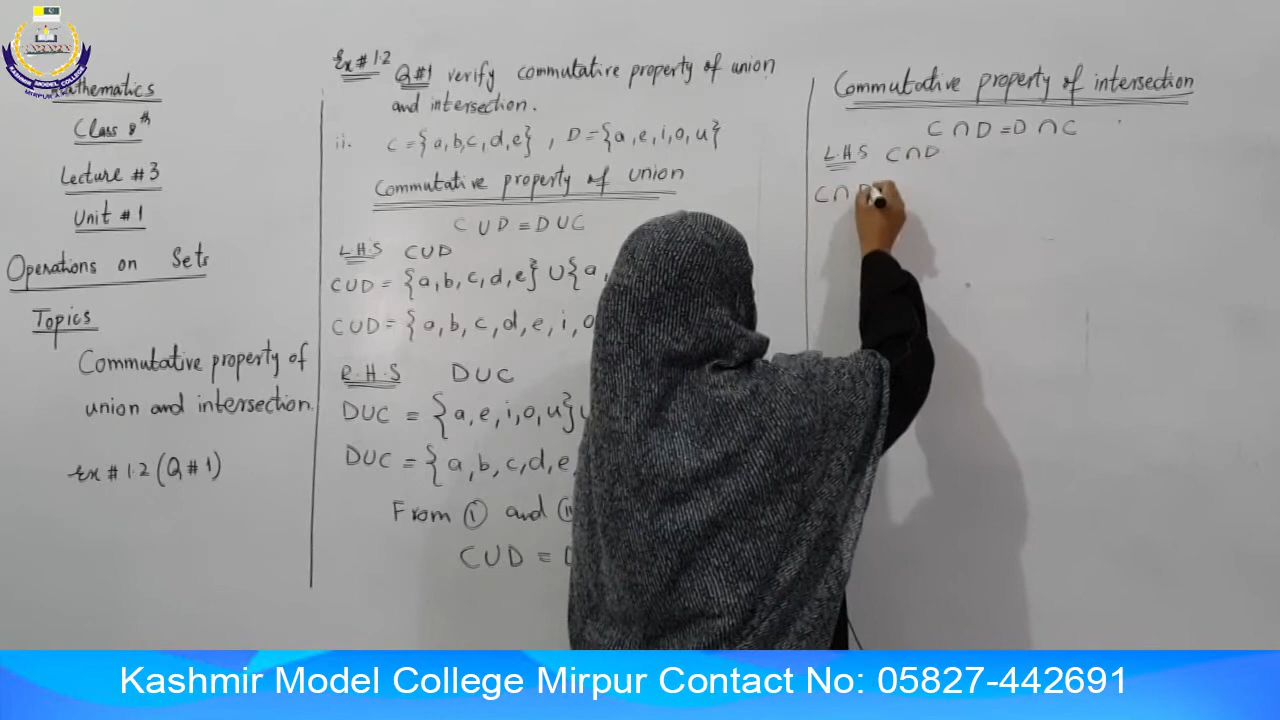 KASHMIR MODEL COLLEGE
MIRPUR A.K
Mathematics
Class 8th
Lecture #3
Unit #1
Operations on Sets
Topics
Commutative property of
union and intersection.
Ex # 1.2 (Q # 1)
Ex # 1.2
Q #1 verify commutative property of union
and intersection.
ii. C = {a,b,c,d,e} , D = {a,e,i,o,u}
Commutative property of union
C ∪ D = D ∪ C
L.H.S C∪D
C∪D = {a, b, c, d, e} ∪ {a,
C∪D = {a, b, c, d, e, i, o
R.H.S D∪C
D∪C = {a, e, i, o, u} ∪
D∪C = {a, b, c, d, e,
From (i) and (ii
C∪D = D
Commutative property of intersection
C ∩ D = D ∩ C
L.H.S C∩D
C∩D
Kashmir Model College Mirpur Contact No: 05827-442691